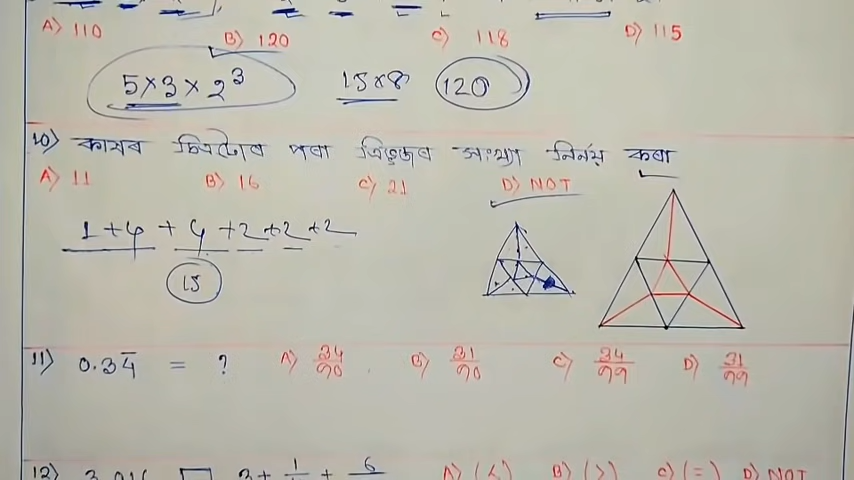 A) 110 B) 120 C) 118 D) 115
5×3×2³ 15×8 120
10) কাষৰ চিত্ৰটোৰ পৰা ত্ৰিভুজৰ সংখ্যা নিৰ্নয় কৰা
A) 11 B) 16 C) 21 D) NOT
1+4+4+2+2+2
15
11) 0.34̅ = ? A) 34/90 B) 31/90 C) 34/99 D) 31/99
12) A) (<) B) (>) C) (=) D) NOT